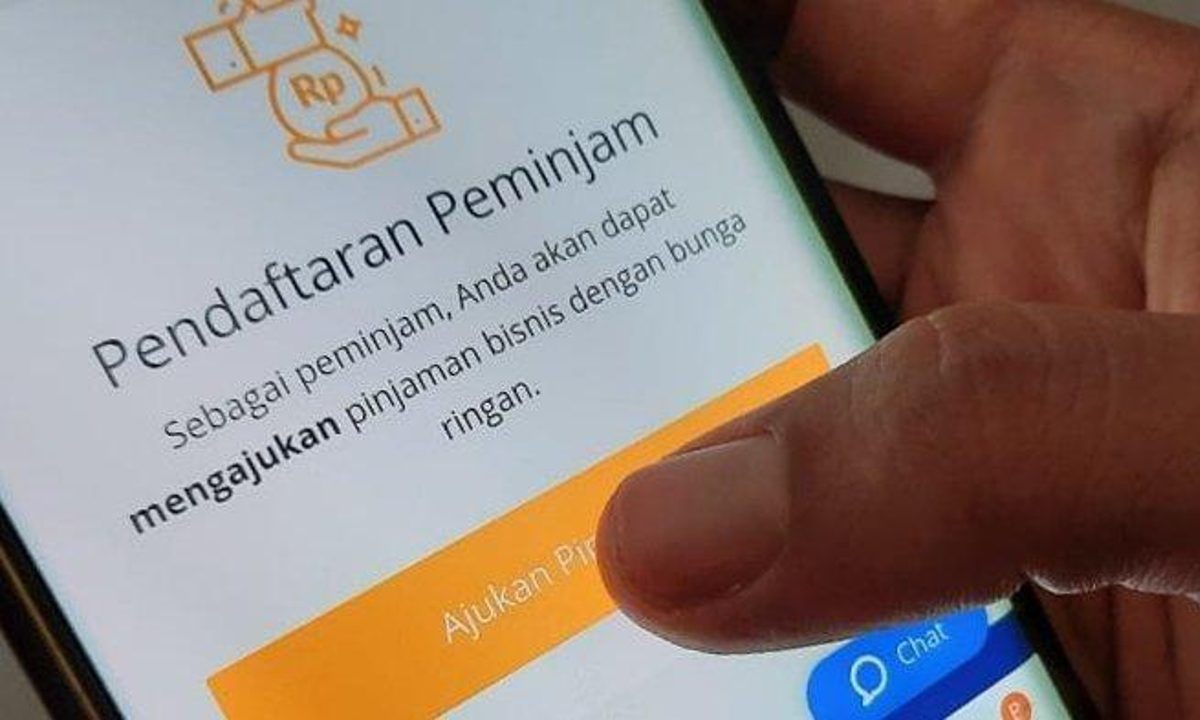 Rp
Pendaftaran Peminjam
Sebagai peminjam, Anda akan dapat
mengajukan pinjaman bisnis dengan bunga
ringan.
Ajukan
Chat